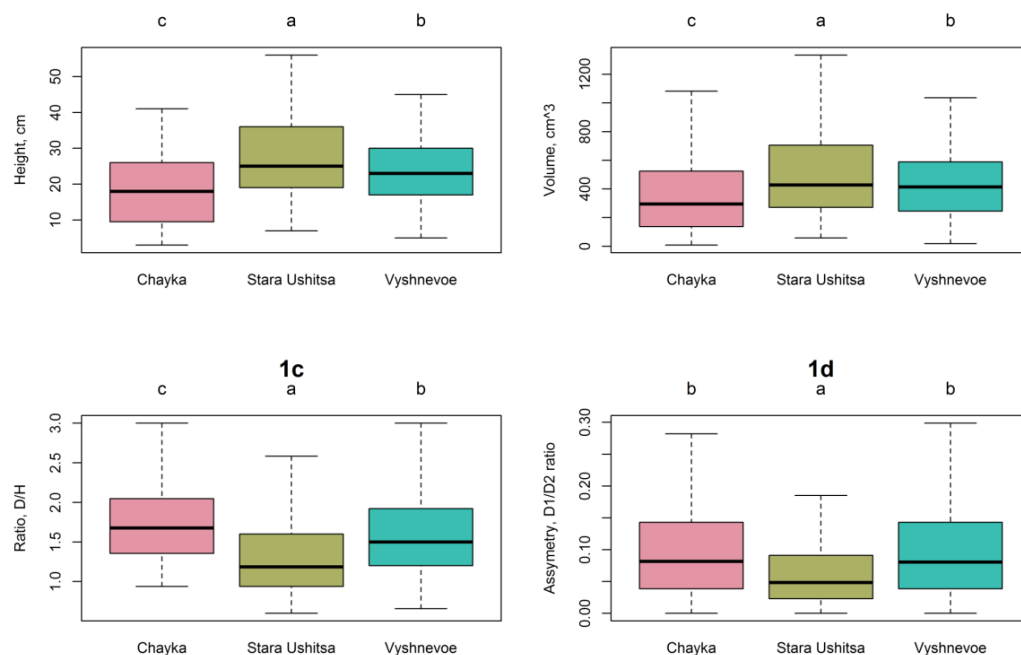 c a b
Height, cm
10 20 30 40 50
Chayka Stara Ushitsa Vyshnevoe
c a b
Volume, cm^3
0 400 800 1200
Chayka Stara Ushitsa Vyshnevoe
1c
c a b
Ratio, D/H
1.0 1.5 2.0 2.5 3.0
Chayka Stara Ushitsa Vyshnevoe
1d
b a b
Assymetry, D1/D2 ratio
0.00 0.10 0.20 0.30
Chayka Stara Ushitsa Vyshnevoe